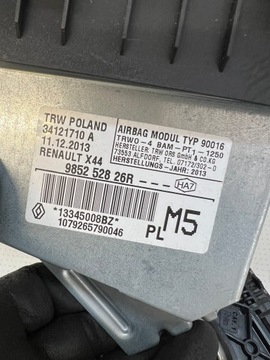 TRW POLAND
34121710 A
11.12.2013
RENAULT X44
AIRBAG MODUL TYP 90016
TRWO-4 BAM-PT1-1250
HERSTELLER: TRW ORS GmbH & CO.KG
73553 ALFDORF, TEL. 07172/302-0
HERSTELLUNGS-JAHR: 2013
9852 528 26R---
HA7
*13345008BZ*
1079265790046
PL M5